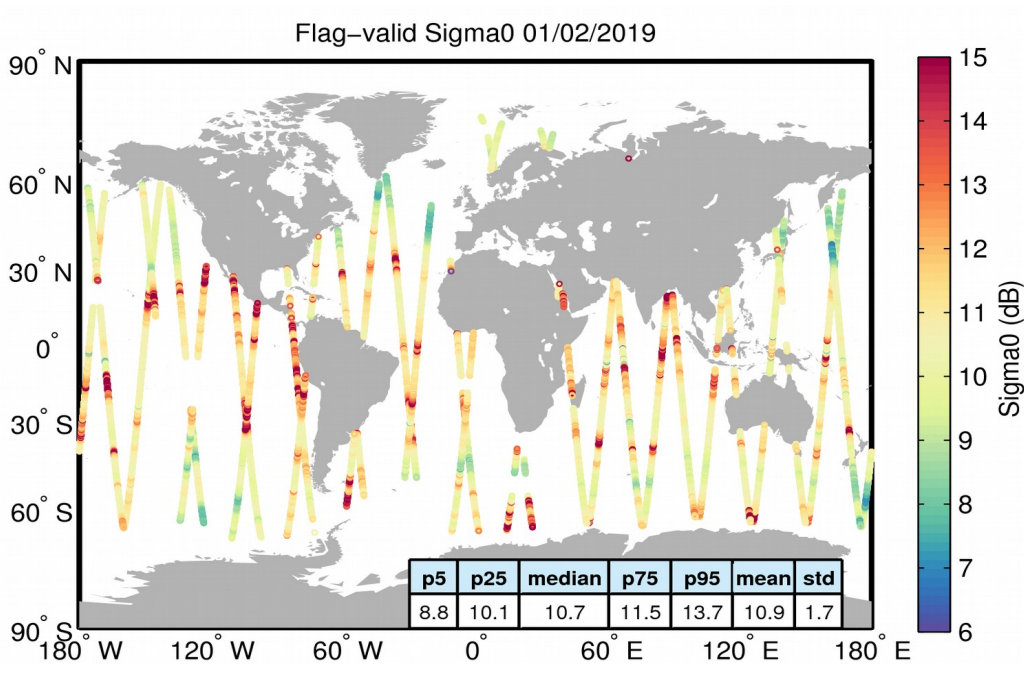 Flag−valid Sigma0 01/02/2019
90° N
60° N
30° N
0°
30° S
60° S
90° S
180° W
120° W
60° W
0°
60° E
120° E
180° E
15
14
13
12
11
10
9
8
7
6
Sigma0 (dB)
p5 p25 median p75 p95 mean std
8.8 10.1 10.7 11.5 13.7 10.9 1.7